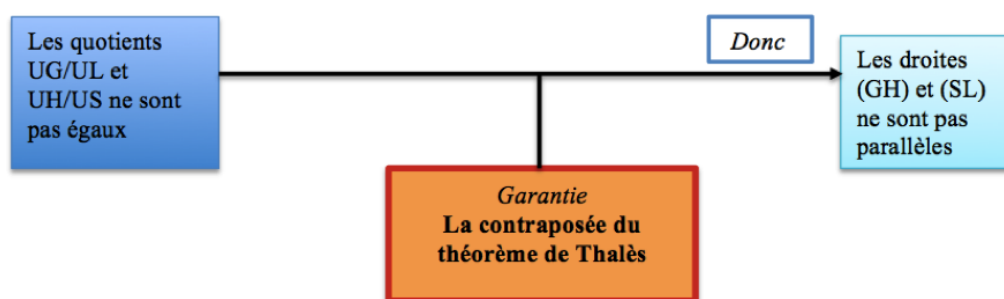 Les quotients
UG/UL et
UH/US ne sont
pas égaux
Donc
Les droites
(GH) et (SL)
ne sont pas
parallèles
Garantie
La contraposée du
théorème de Thalès